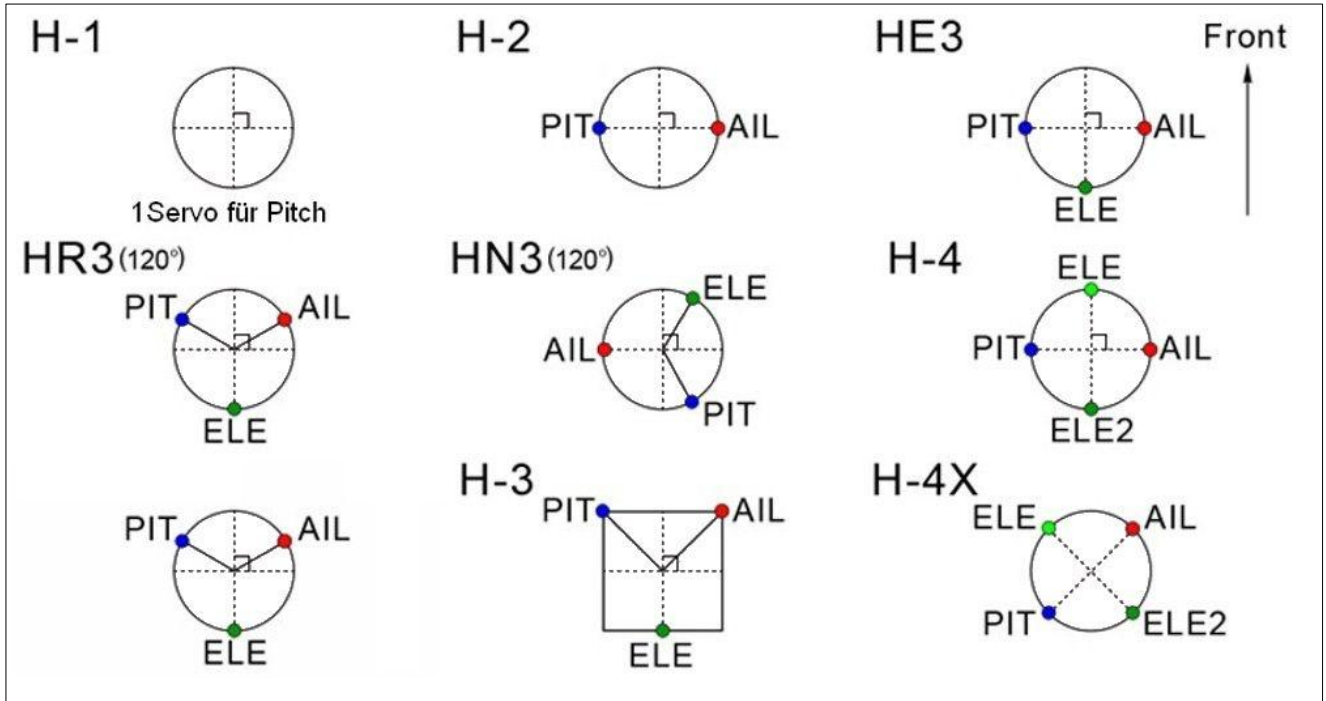 H-1
1Servo für Pitch
H-2
PIT AIL
HE3
PIT AIL
ELE
Front
HR3 (120°)
PIT AIL
ELE
HN3 (120°)
ELE
AIL
PIT
H-4
ELE
PIT AIL
ELE2
PIT AIL
ELE
H-3
PIT AIL
ELE
H-4X
ELE AIL
PIT ELE2